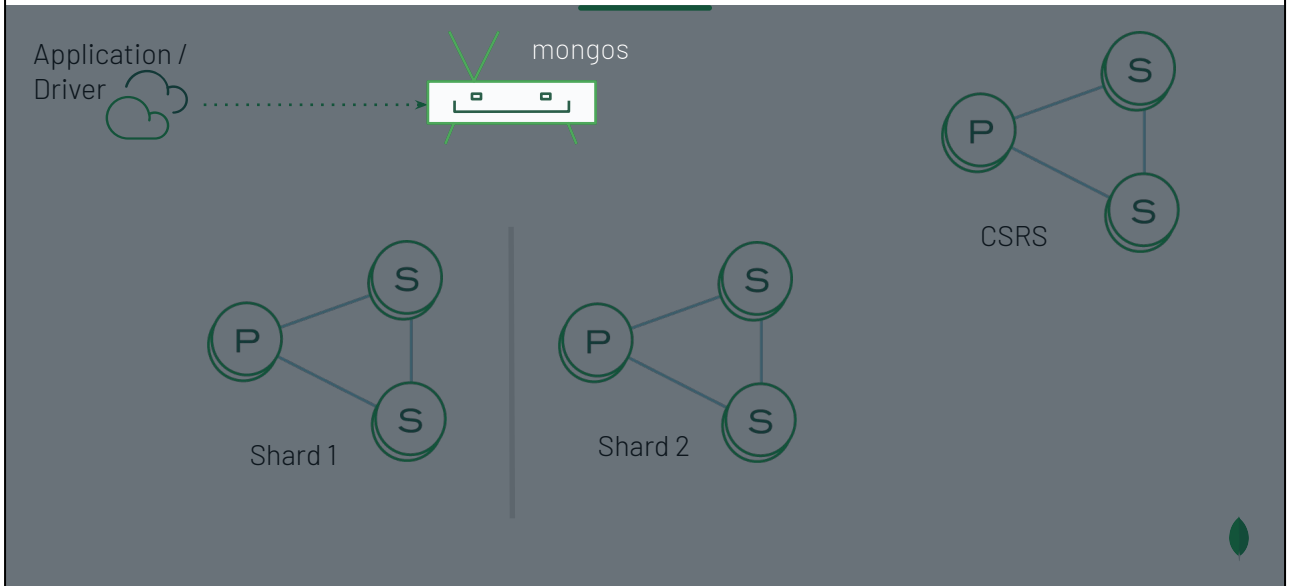 Application /
Driver
mongos
S
P
S
CSRS
S
P
S
Shard 1
S
P
S
Shard 2